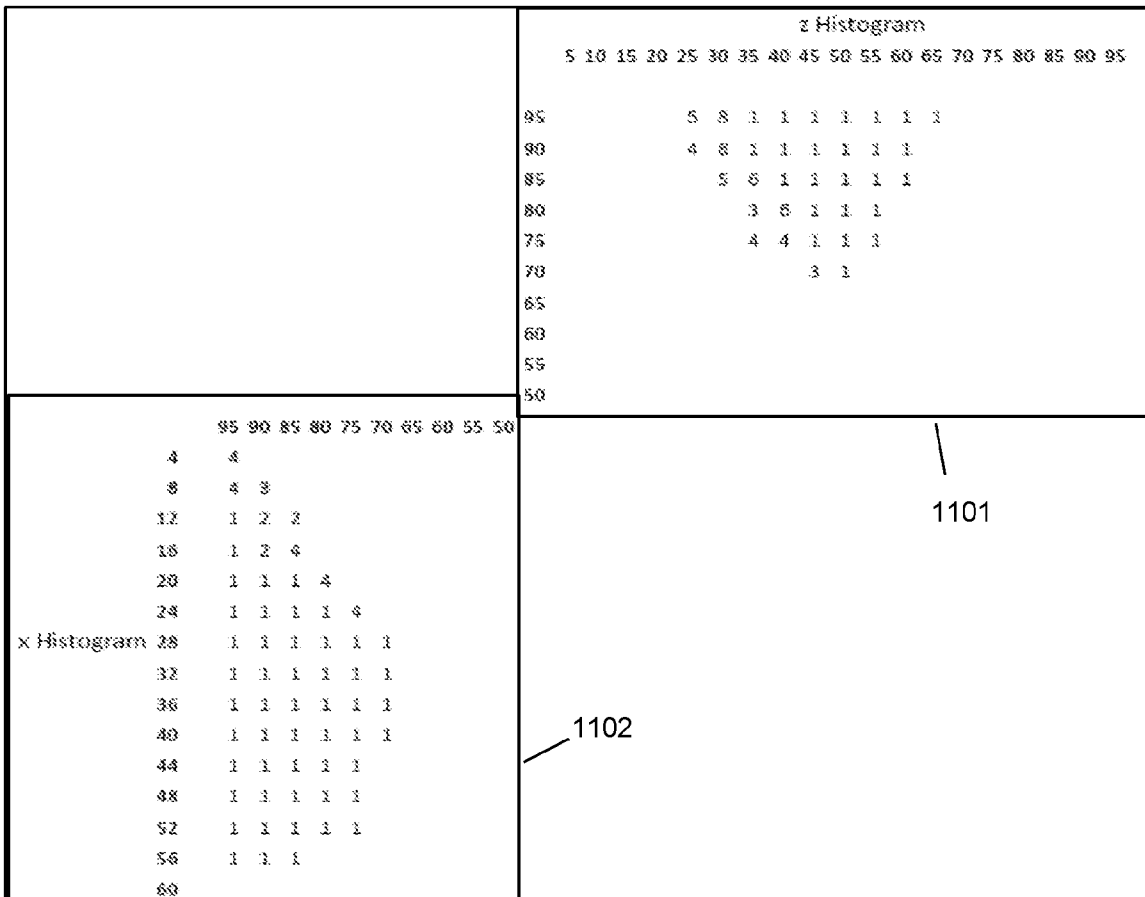 z Histogram
5 10 15 20 25 30 35 40 45 50 55 60 65 70 75 80 85 90 95
95 5 8 1 1 1 1 1 1 1
90 4 8 1 1 1 1 1 1
85 5 6 1 1 1 1 1
80 3 6 1 1 1
75 4 4 1 1 1
70 3 1
65
60
55
50
95 90 85 80 75 70 65 60 55 50
4 4
8 4 3
12 1 2 2
16 1 2 4
20 1 1 1 4
24 1 1 1 1 4
x Histogram 28 1 1 1 1 1 1
32 1 1 1 1 1 1
36 1 1 1 1 1 1
40 1 1 1 1 1 1
44 1 1 1 1 1
48 1 1 1 1 1
52 1 1 1 1 1
56 1 1 1
60
1101
1102